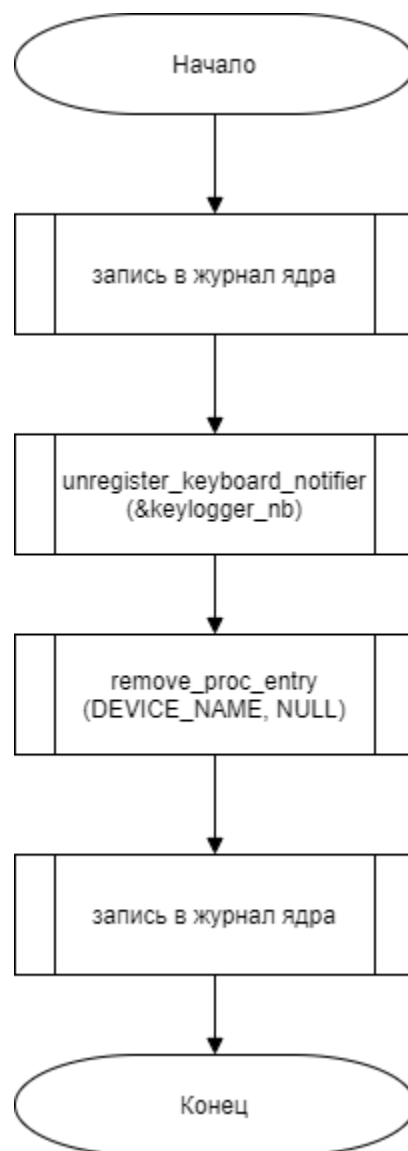 Начало
запись в журнал ядра
unregister_keyboard_notifier
(&keylogger_nb)
remove_proc_entry
(DEVICE_NAME, NULL)
запись в журнал ядра
Конец